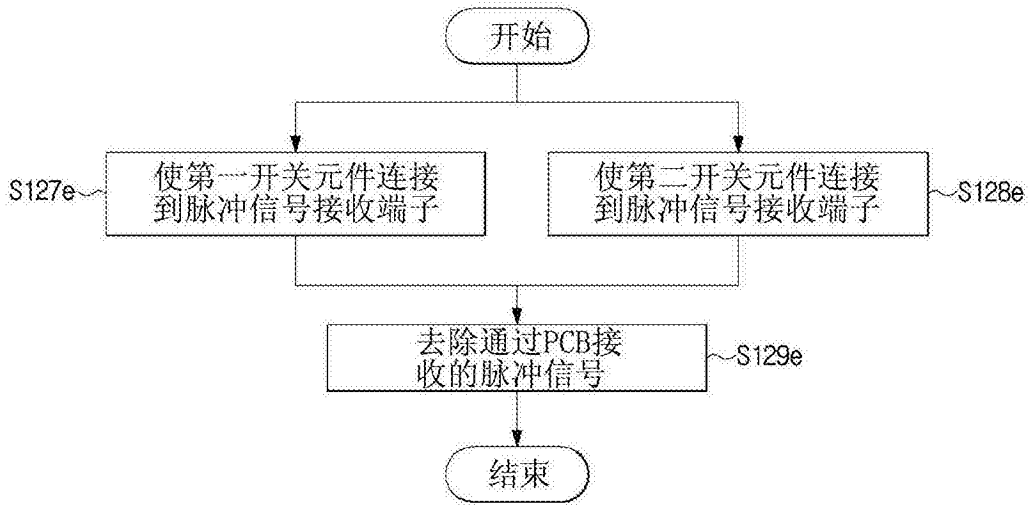 开始
S127e
使第一开关元件连接
到脉冲信号接收端子
使第二开关元件连接
到脉冲信号接收端子
S128e
去除通过PCB接
收的脉冲信号
S129e
结束